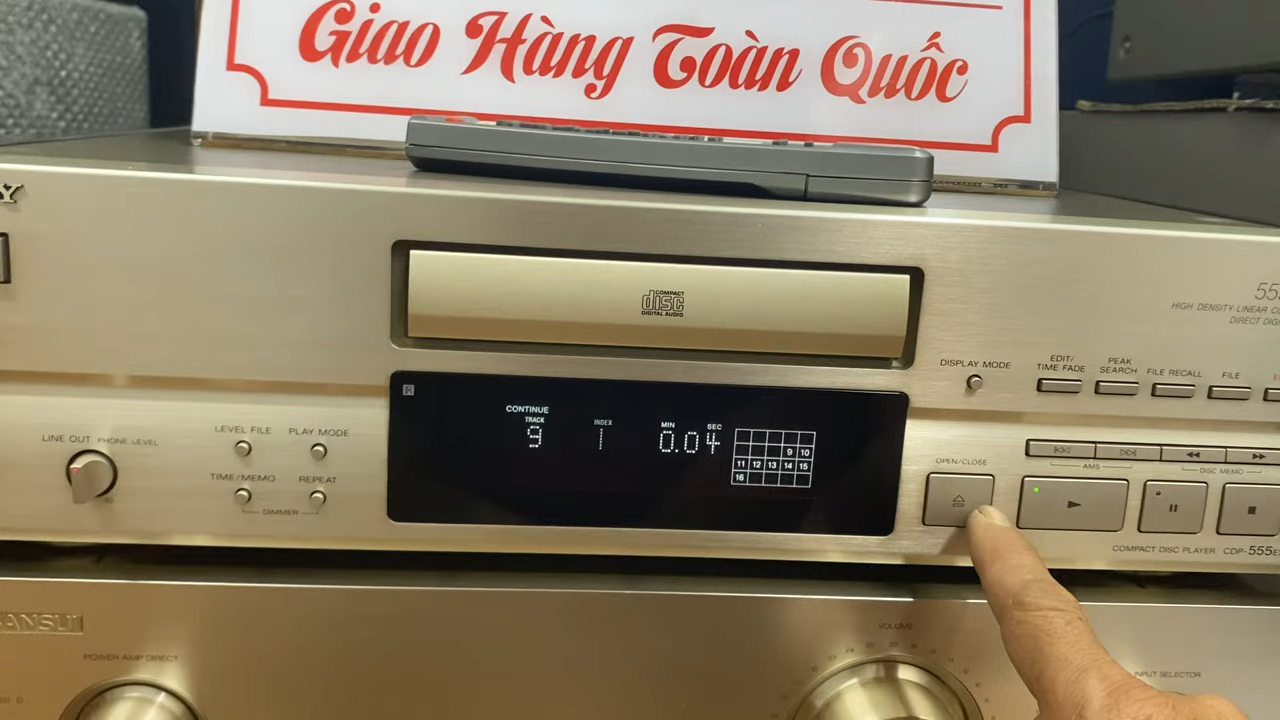 Giao Hàng Toàn Quốc
COMPACT
disc
DIGITAL AUDIO
HIGH DENSITY LINEAR
DISPLAY MODE
EDIT/
TIME FADE
PEAK
SEARCH
FILE RECALL
FILE
CONTINUE
TRACK
9
INDEX
1
MIN
SEC
0.04
9 10
11 12 13 14 15
16
LINE OUT
PHONE LEVEL
LEVEL FILE
PLAY MODE
TIME/MEMO
REPEAT
DIMMER
OPEN/CLOSE
AMS
DISC MEMO
COMPACT DISC PLAYER CDP-555E
SANSUI
POWER AMP DIRECT
VOLUME
INPUT SELECTOR